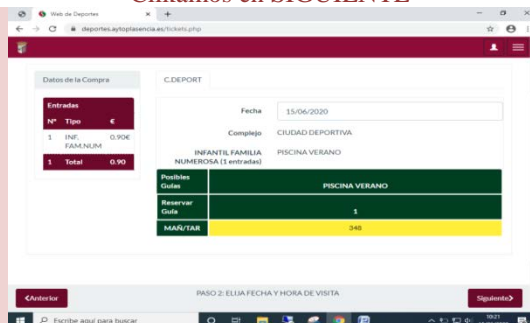 Web de Deportes
deportes.aytoplasencia.es/tickets.php
Datos de la Compra
C.DEPORT
Entradas
Nº Tipo €
1 INF. FAM.NUM 0.90€
1 Total 0.90
Fecha 15/06/2020
Complejo CIUDAD DEPORTIVA
INFANTIL FAMILIA NUMEROSA (1 entradas) PISCINA VERANO
Posibles Guías PISCINA VERANO
Reservar Guía 1
MAÑ/TAR 348
PASO 2: ELIJA FECHA Y HORA DE VISITA
Anterior
Siguiente
Escribe aquí para buscar
10:21